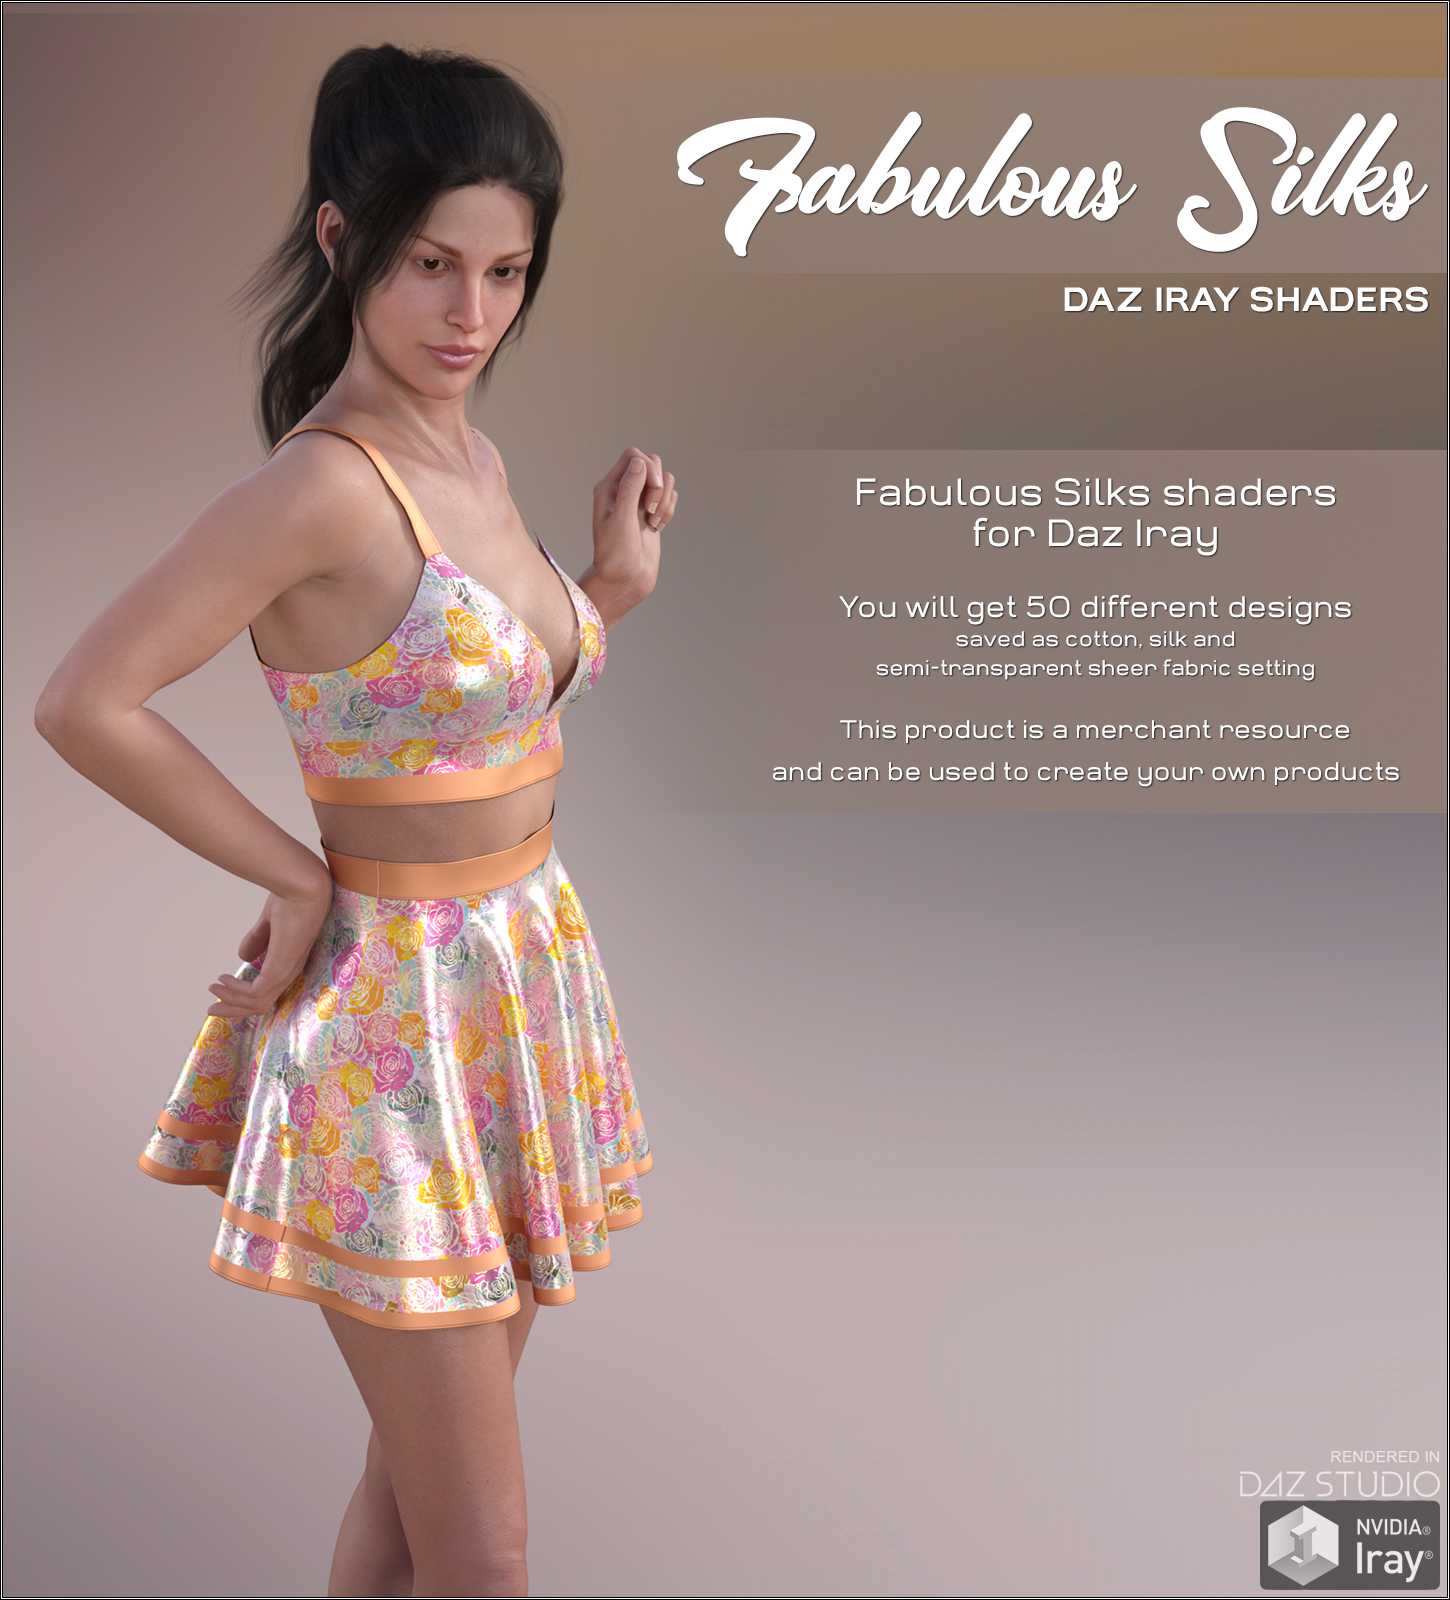 Fabulous Silks
DAZ IRAY SHADERS
Fabulous Silks shaders
for Daz Iray
You will get 50 different designs
saved as cotton, silk and
semi-transparent sheer fabric setting
This product is a merchant resource
and can be used to create your own products
RENDERED IN
DAZ STUDIO
NVIDIA®
Iray®